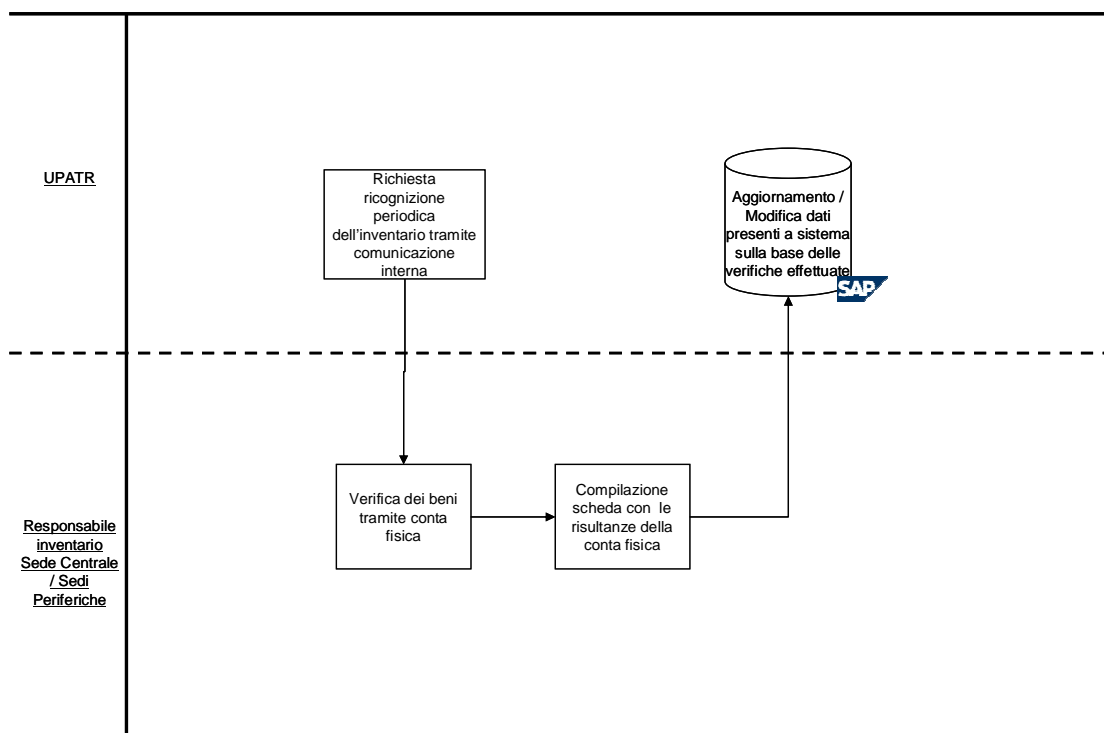 UPATR
Richiesta
ricognizione
periodica
dell'inventario tramite
comunicazione
interna
Aggiornamento /
Modifica dati
presenti a sistema
sulla base delle
verifiche effettuate
SAP
Responsabile
inventario
Sede Centrale
/ Sedi
Periferiche
Verifica dei beni
tramite conta
fisica
Compilazione
scheda con le
risultanze della
conta fisica